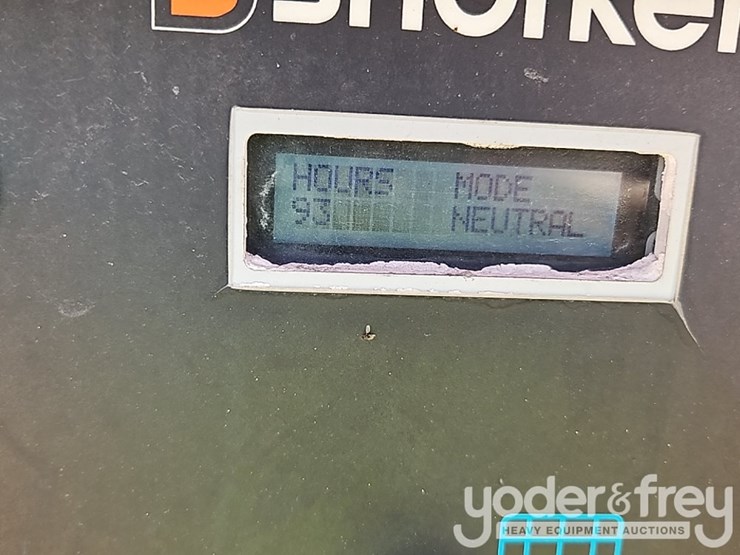 Snorkel
HOURS MODE
93 NEUTRAL
yoder&frey
HEAVY EQUIPMENT AUCTIONS